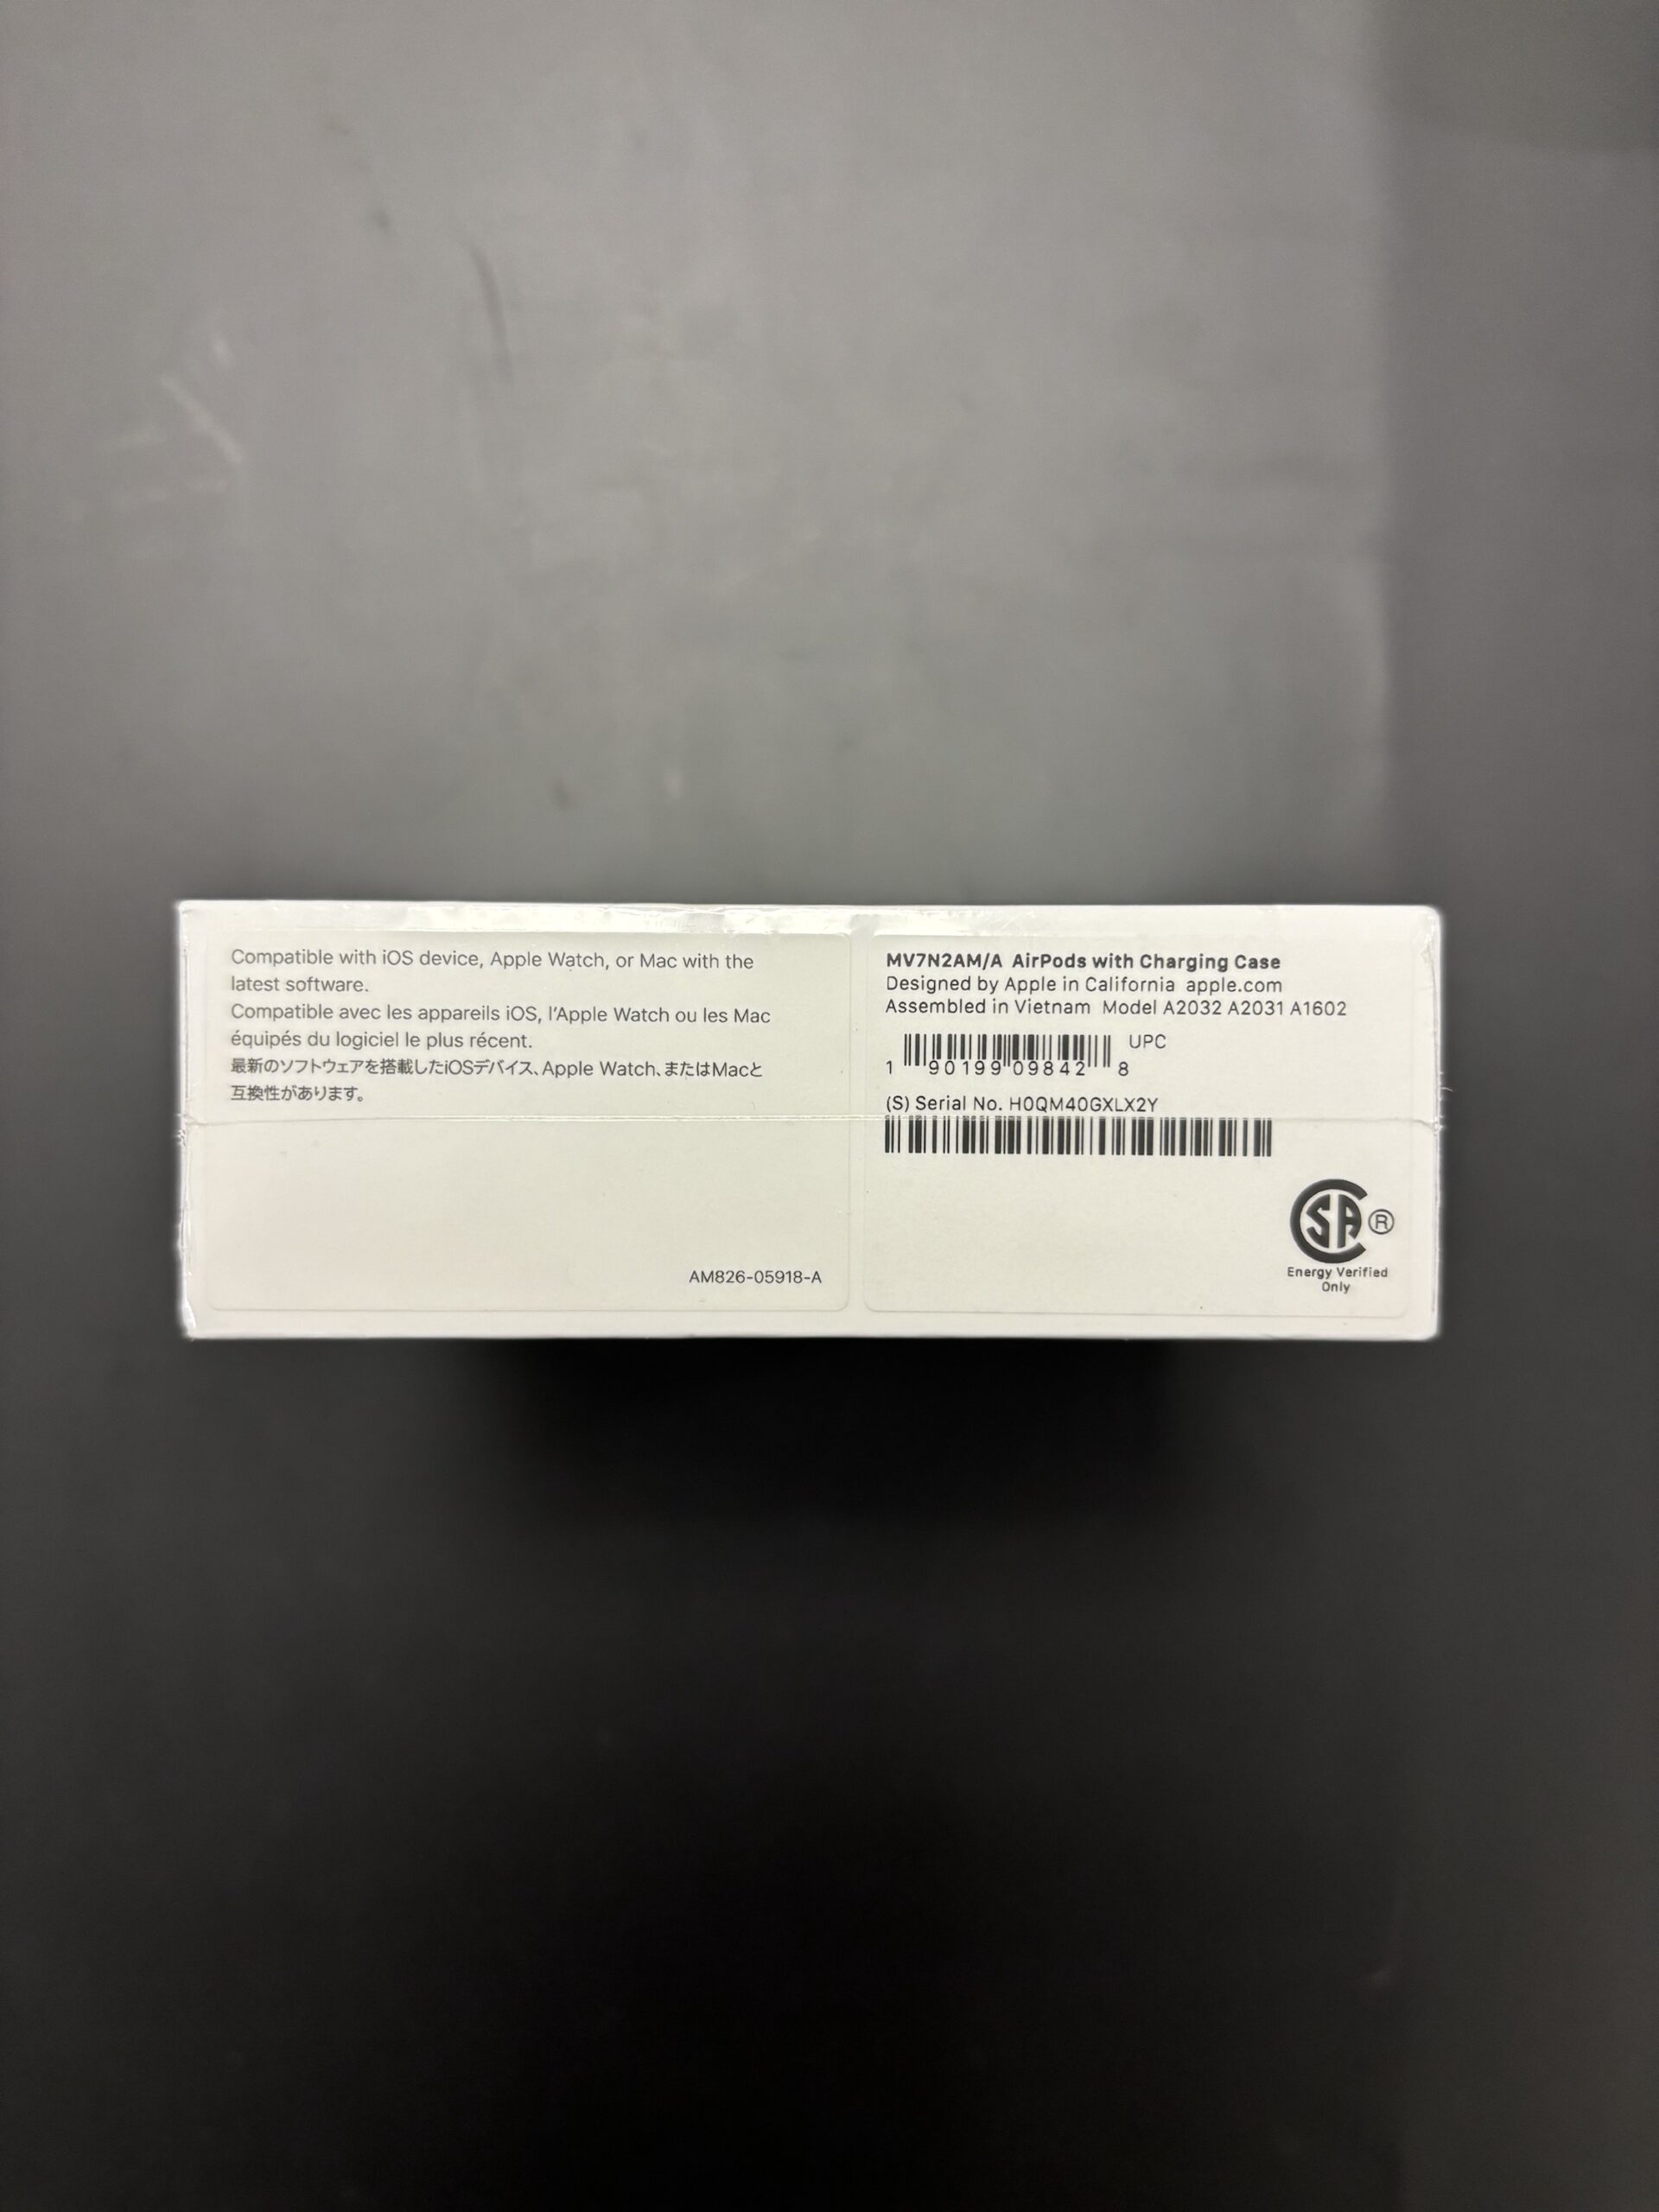 Compatible with iOS device, Apple Watch, or Mac with the
latest software.
Compatible avec les appareils iOS, l'Apple Watch ou les Mac
équipés du logiciel le plus récent.
最新のソフトウェアを搭載したiOSデバイス、Apple Watch、またはMacと
互換性があります。
AM826-05918-A
MV7N2AM/A AirPods with Charging Case
Designed by Apple in California apple.com
Assembled in Vietnam Model A2032 A2031 A1602
UPC
1 90199 09842 8
(S) Serial No. H0QM40GXLX2Y
CSA ®
Energy Verified
Only